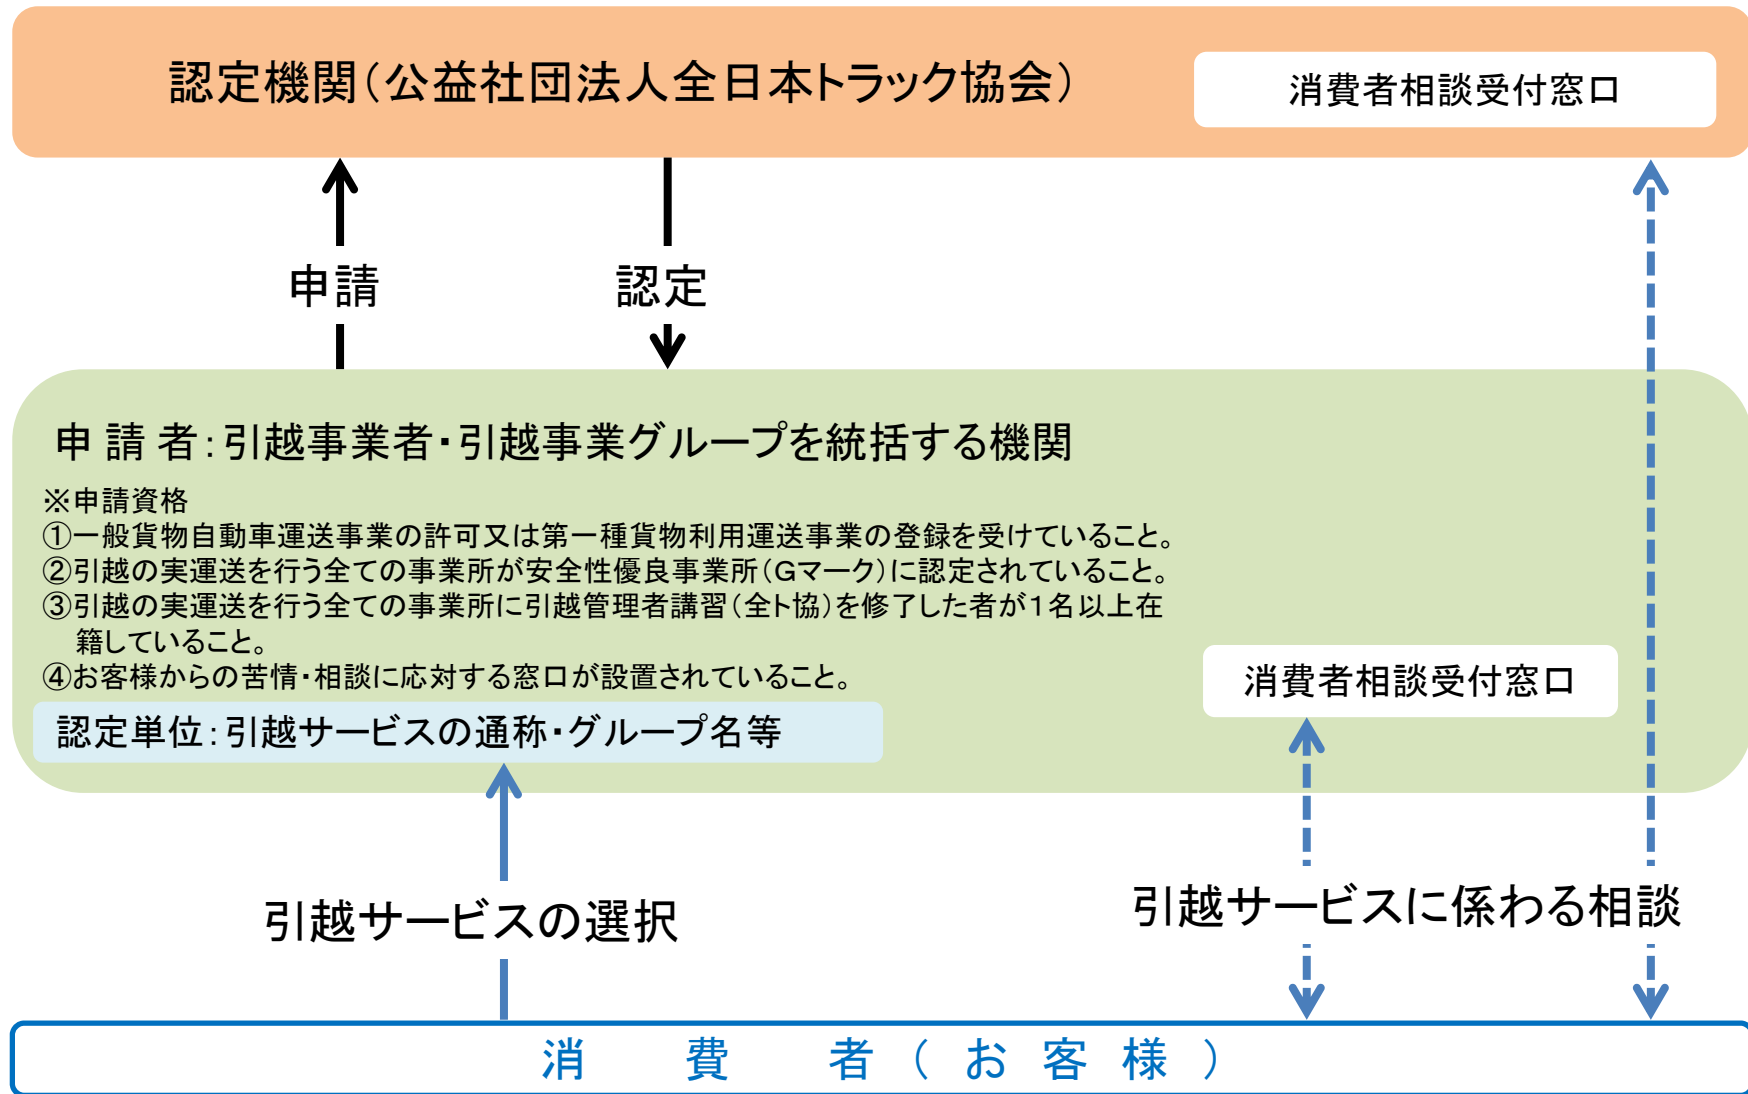 認定機関(公益社団法人全日本トラック協会)
消費者相談受付窓口
申請
認定
申 請 者:引越事業者・引越事業グループを統括する機関
※申請資格
①一般貨物自動車運送事業の許可又は第一種貨物利用運送事業の登録を受けていること。
②引越の実運送を行う全ての事業所が安全性優良事業所(Gマーク)に認定されていること。
③引越の実運送を行う全ての事業所に引越管理者講習(全ト協)を修了した者が1名以上在
籍していること。
④お客様からの苦情・相談に応対する窓口が設置されていること。
消費者相談受付窓口
認定単位:引越サービスの通称・グループ名等
引越サービスの選択
引越サービスに係わる相談
消 費 者 ( お 客 様 )